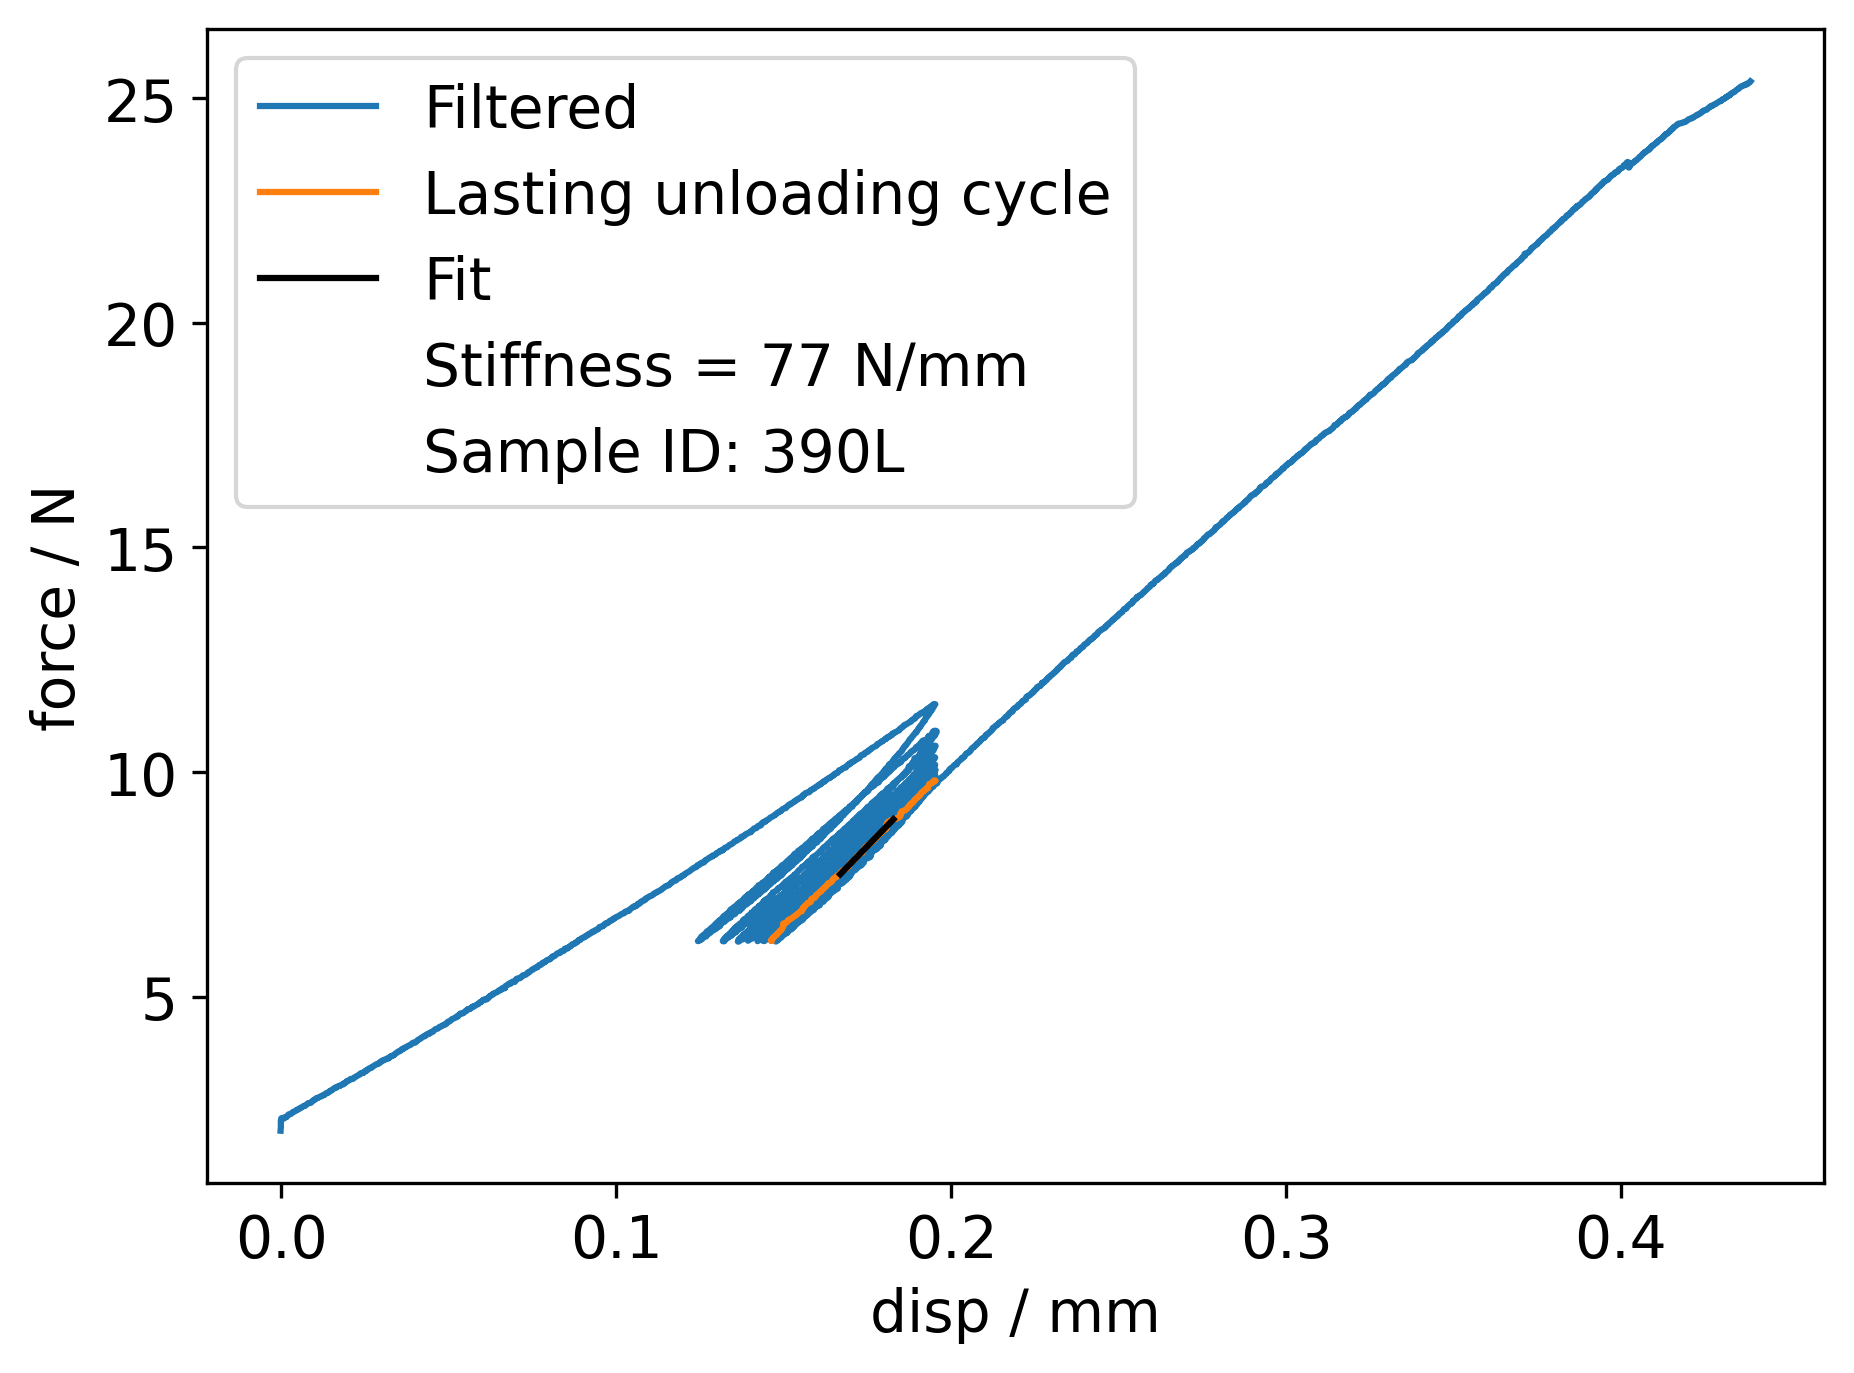 Filtered
Lasting unloading cycle
Fit
Stiffness = 77 N/mm
Sample ID: 390L
force / N
25
20
15
10
5
0.0 0.1 0.2 0.3 0.4
disp / mm